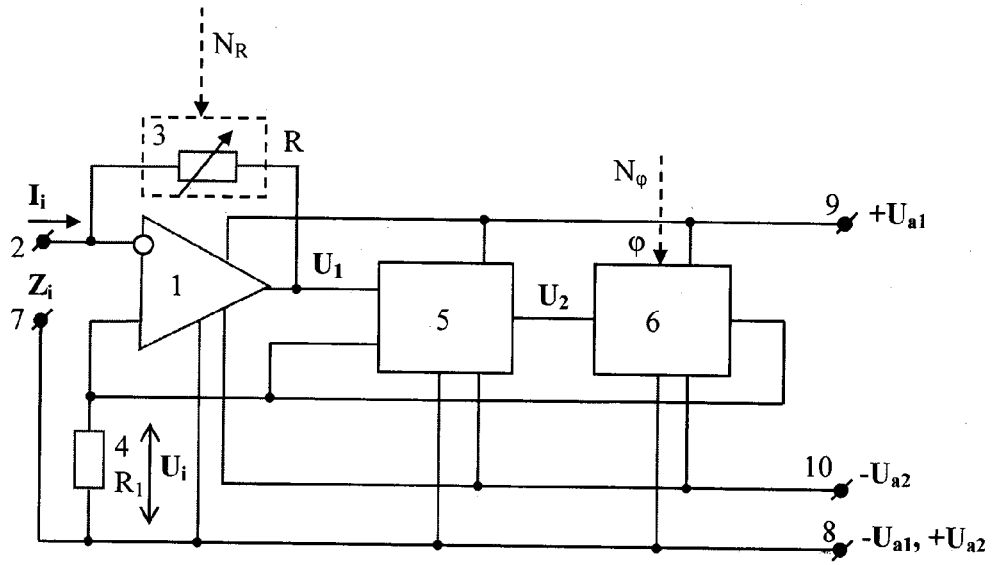 N_R
3
R
I_i
N_φ
9
+U_a1
2
φ
U_1
Z_i
1
U_2
7
5
6
4
U_i
10
-U_a2
R_1
8
-U_a1, +U_a2